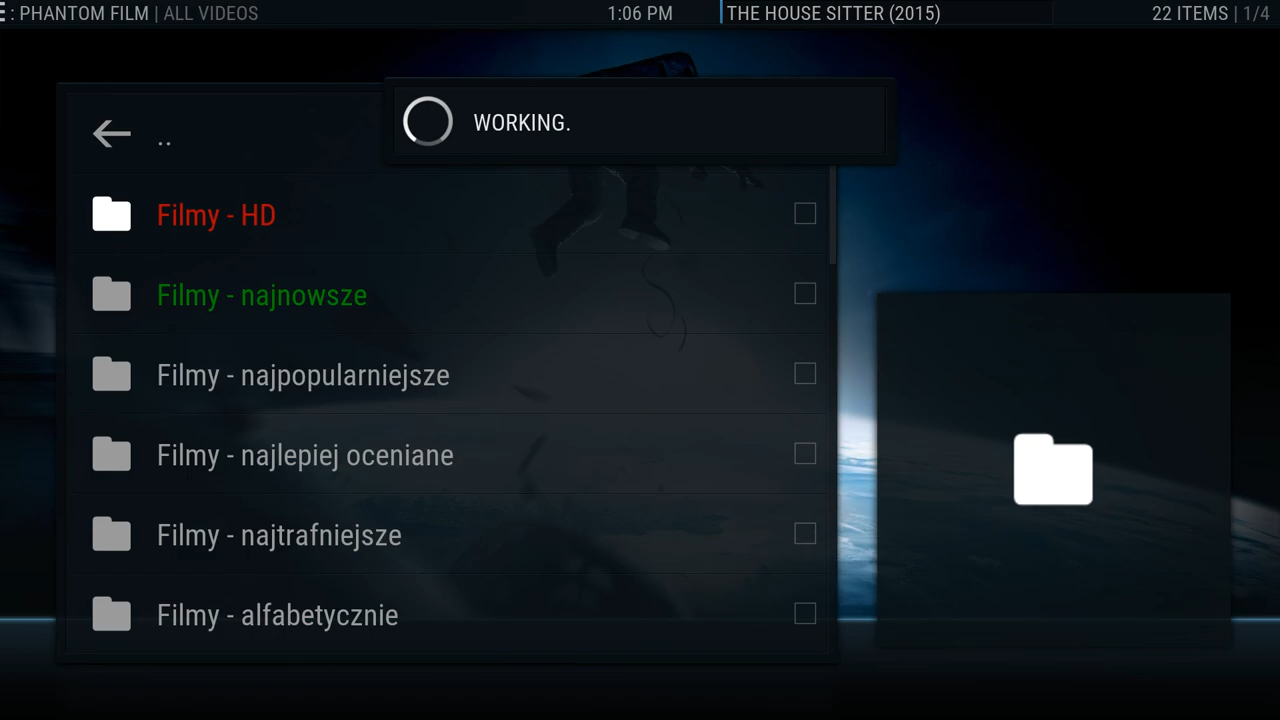 : PHANTOM FILM | ALL VIDEOS
1:06 PM
THE HOUSE SITTER (2015)
22 ITEMS | 1/4
WORKING.
..
Filmy - HD
Filmy - najnowsze
Filmy - najpopularniejsze
Filmy - najlepiej oceniane
Filmy - najtrafniejsze
Filmy - alfabetycznie